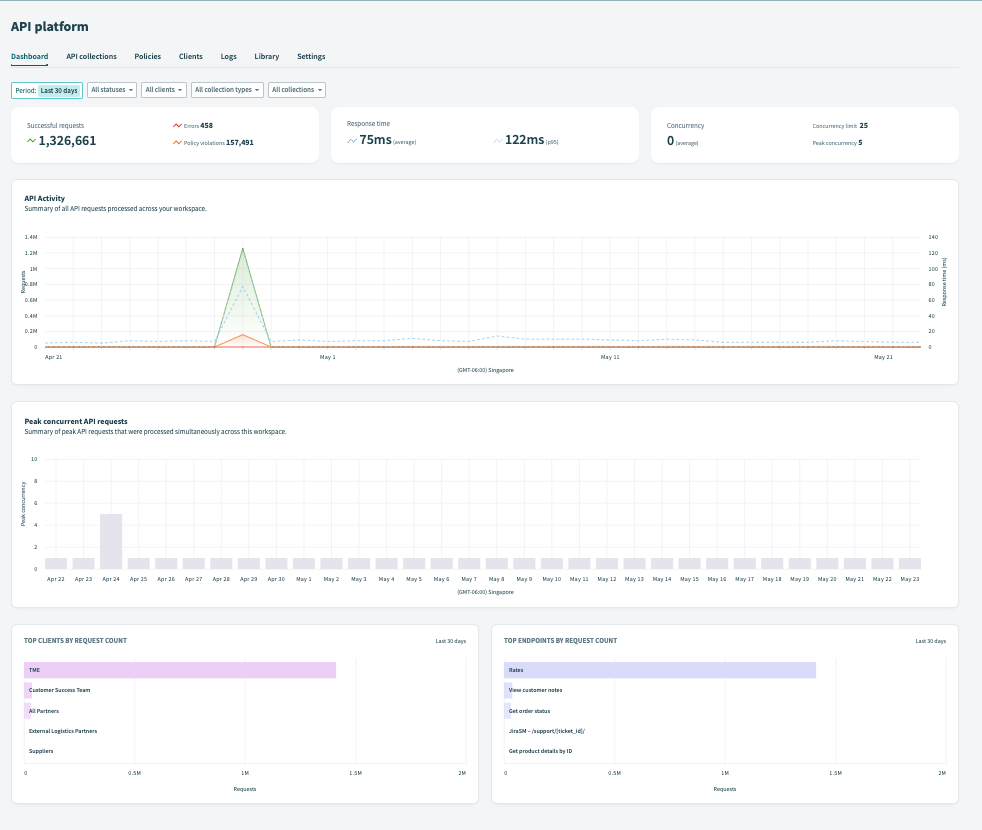 API platform
Dashboard API collections Policies Clients Logs Library Settings
Period: Last 30 days All statuses All clients All collection types All collections
Successful requests
1,326,661
Errors 458
Policy violations 157,491
Response time
75ms (average)
122ms (p95)
Concurrency
0 (average)
Concurrency limit 25
Peak concurrency 5
API Activity
Summary of all API requests processed across your workspace.
Requests
1.4M
1.2M
1M
0.8M
0.6M
0.4M
0.2M
0
140
120
100
80
60
40
20
0
Response time (ms)
Apr 21 May 1 May 11 May 21
(GMT-06:00) Singapore
Peak concurrent API requests
Summary of peak API requests that were processed simultaneously across this workspace.
Peak concurrency
10
8
6
4
2
0
Apr 22 Apr 23 Apr 24 Apr 25 Apr 26 Apr 27 Apr 28 Apr 29 Apr 30 May 1 May 2 May 3 May 4 May 5 May 6 May 7 May 8 May 9 May 10 May 11 May 12 May 13 May 14 May 15 May 16 May 17 May 18 May 19 May 20 May 21 May 22 May 23
(GMT-06:00) Singapore
TOP CLIENTS BY REQUEST COUNT Last 30 days
TME
Customer Success Team
All Partners
External Logistics Partners
Suppliers
0 0.5M 1M 1.5M 2M
Requests
TOP ENDPOINTS BY REQUEST COUNT Last 30 days
Rates
View customer notes
Get order status
JiraSM - /support/[ticket_id]/
Get product details by ID
0 0.5M 1M 1.5M 2M
Requests